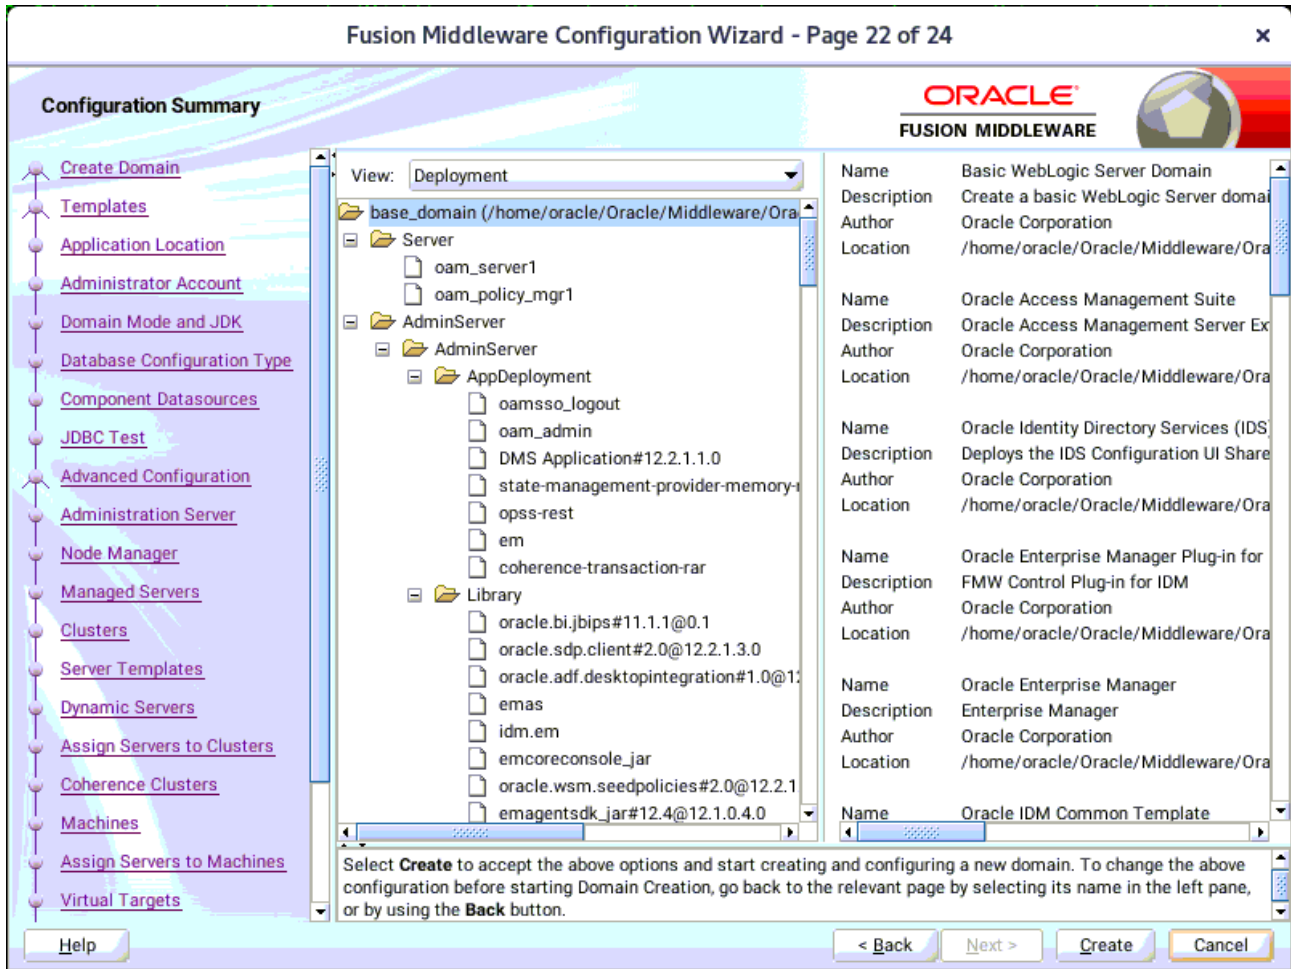 Fusion Middleware Configuration Wizard - Page 22 of 24
Configuration Summary
ORACLE
FUSION MIDDLEWARE
Create Domain
Templates
Application Location
Administrator Account
Domain Mode and JDK
Database Configuration Type
Component Datasources
JDBC Test
Advanced Configuration
Administration Server
Node Manager
Managed Servers
Clusters
Server Templates
Dynamic Servers
Assign Servers to Clusters
Coherence Clusters
Machines
Assign Servers to Machines
Virtual Targets
View: Deployment
base_domain (/home/oracle/Oracle/Middleware/Ora
Server
oam_server1
oam_policy_mgr1
AdminServer
AdminServer
AppDeployment
oamsso_logout
oam_admin
DMS Application#12.2.1.1.0
state-management-provider-memory-
opss-rest
em
coherence-transaction-rar
Library
oracle.bi.jbips#11.1.1@0.1
oracle.sdp.client#2.0@12.2.1.3.0
oracle.adf.desktopintegration#1.0@12
emas
idm.em
emcoreconsole_jar
oracle.wsm.seedpolicies#2.0@12.2.1
emagentsdk_jar#12.4@12.1.0.4.0
Name Basic WebLogic Server Domain
Description Create a basic WebLogic Server domai
Author Oracle Corporation
Location /home/oracle/Oracle/Middleware/Ora
Name Oracle Access Management Suite
Description Oracle Access Management Server Ex
Author Oracle Corporation
Location /home/oracle/Oracle/Middleware/Ora
Name Oracle Identity Directory Services (IDS)
Description Deploys the IDS Configuration UI Share
Author Oracle Corporation
Location /home/oracle/Oracle/Middleware/Ora
Name Oracle Enterprise Manager Plug-in for
Description FMW Control Plug-in for IDM
Author Oracle Corporation
Location /home/oracle/Oracle/Middleware/Ora
Name Oracle Enterprise Manager
Description Enterprise Manager
Author Oracle Corporation
Location /home/oracle/Oracle/Middleware/Ora
Name Oracle IDM Common Template
Select Create to accept the above options and start creating and configuring a new domain. To change the above
configuration before starting Domain Creation, go back to the relevant page by selecting its name in the left pane,
or by using the Back button.
Help
< Back
Next >
Create
Cancel